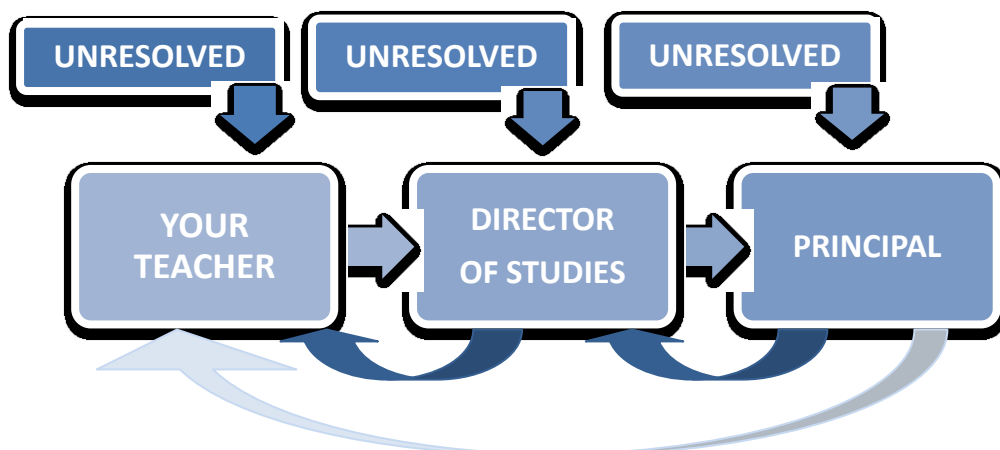 UNRESOLVED
UNRESOLVED
UNRESOLVED
YOUR
TEACHER
DIRECTOR
OF STUDIES
PRINCIPAL